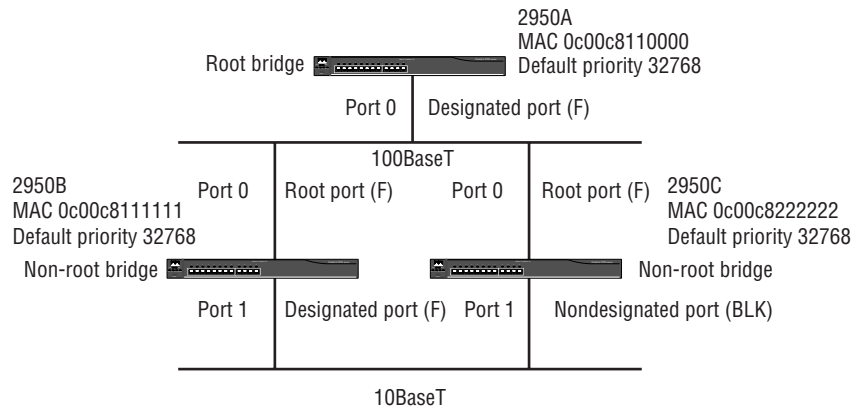 2950A
MAC 0c00c8110000
Default priority 32768
Root bridge
Port 0
Designated port (F)
100BaseT
2950B
MAC 0c00c8111111
Default priority 32768
Non-root bridge
Port 0
Root port (F)
Port 0
Root port (F)
2950C
MAC 0c00c8222222
Default priority 32768
Non-root bridge
Port 1
Designated port (F)
Port 1
Nondesignated port (BLK)
10BaseT